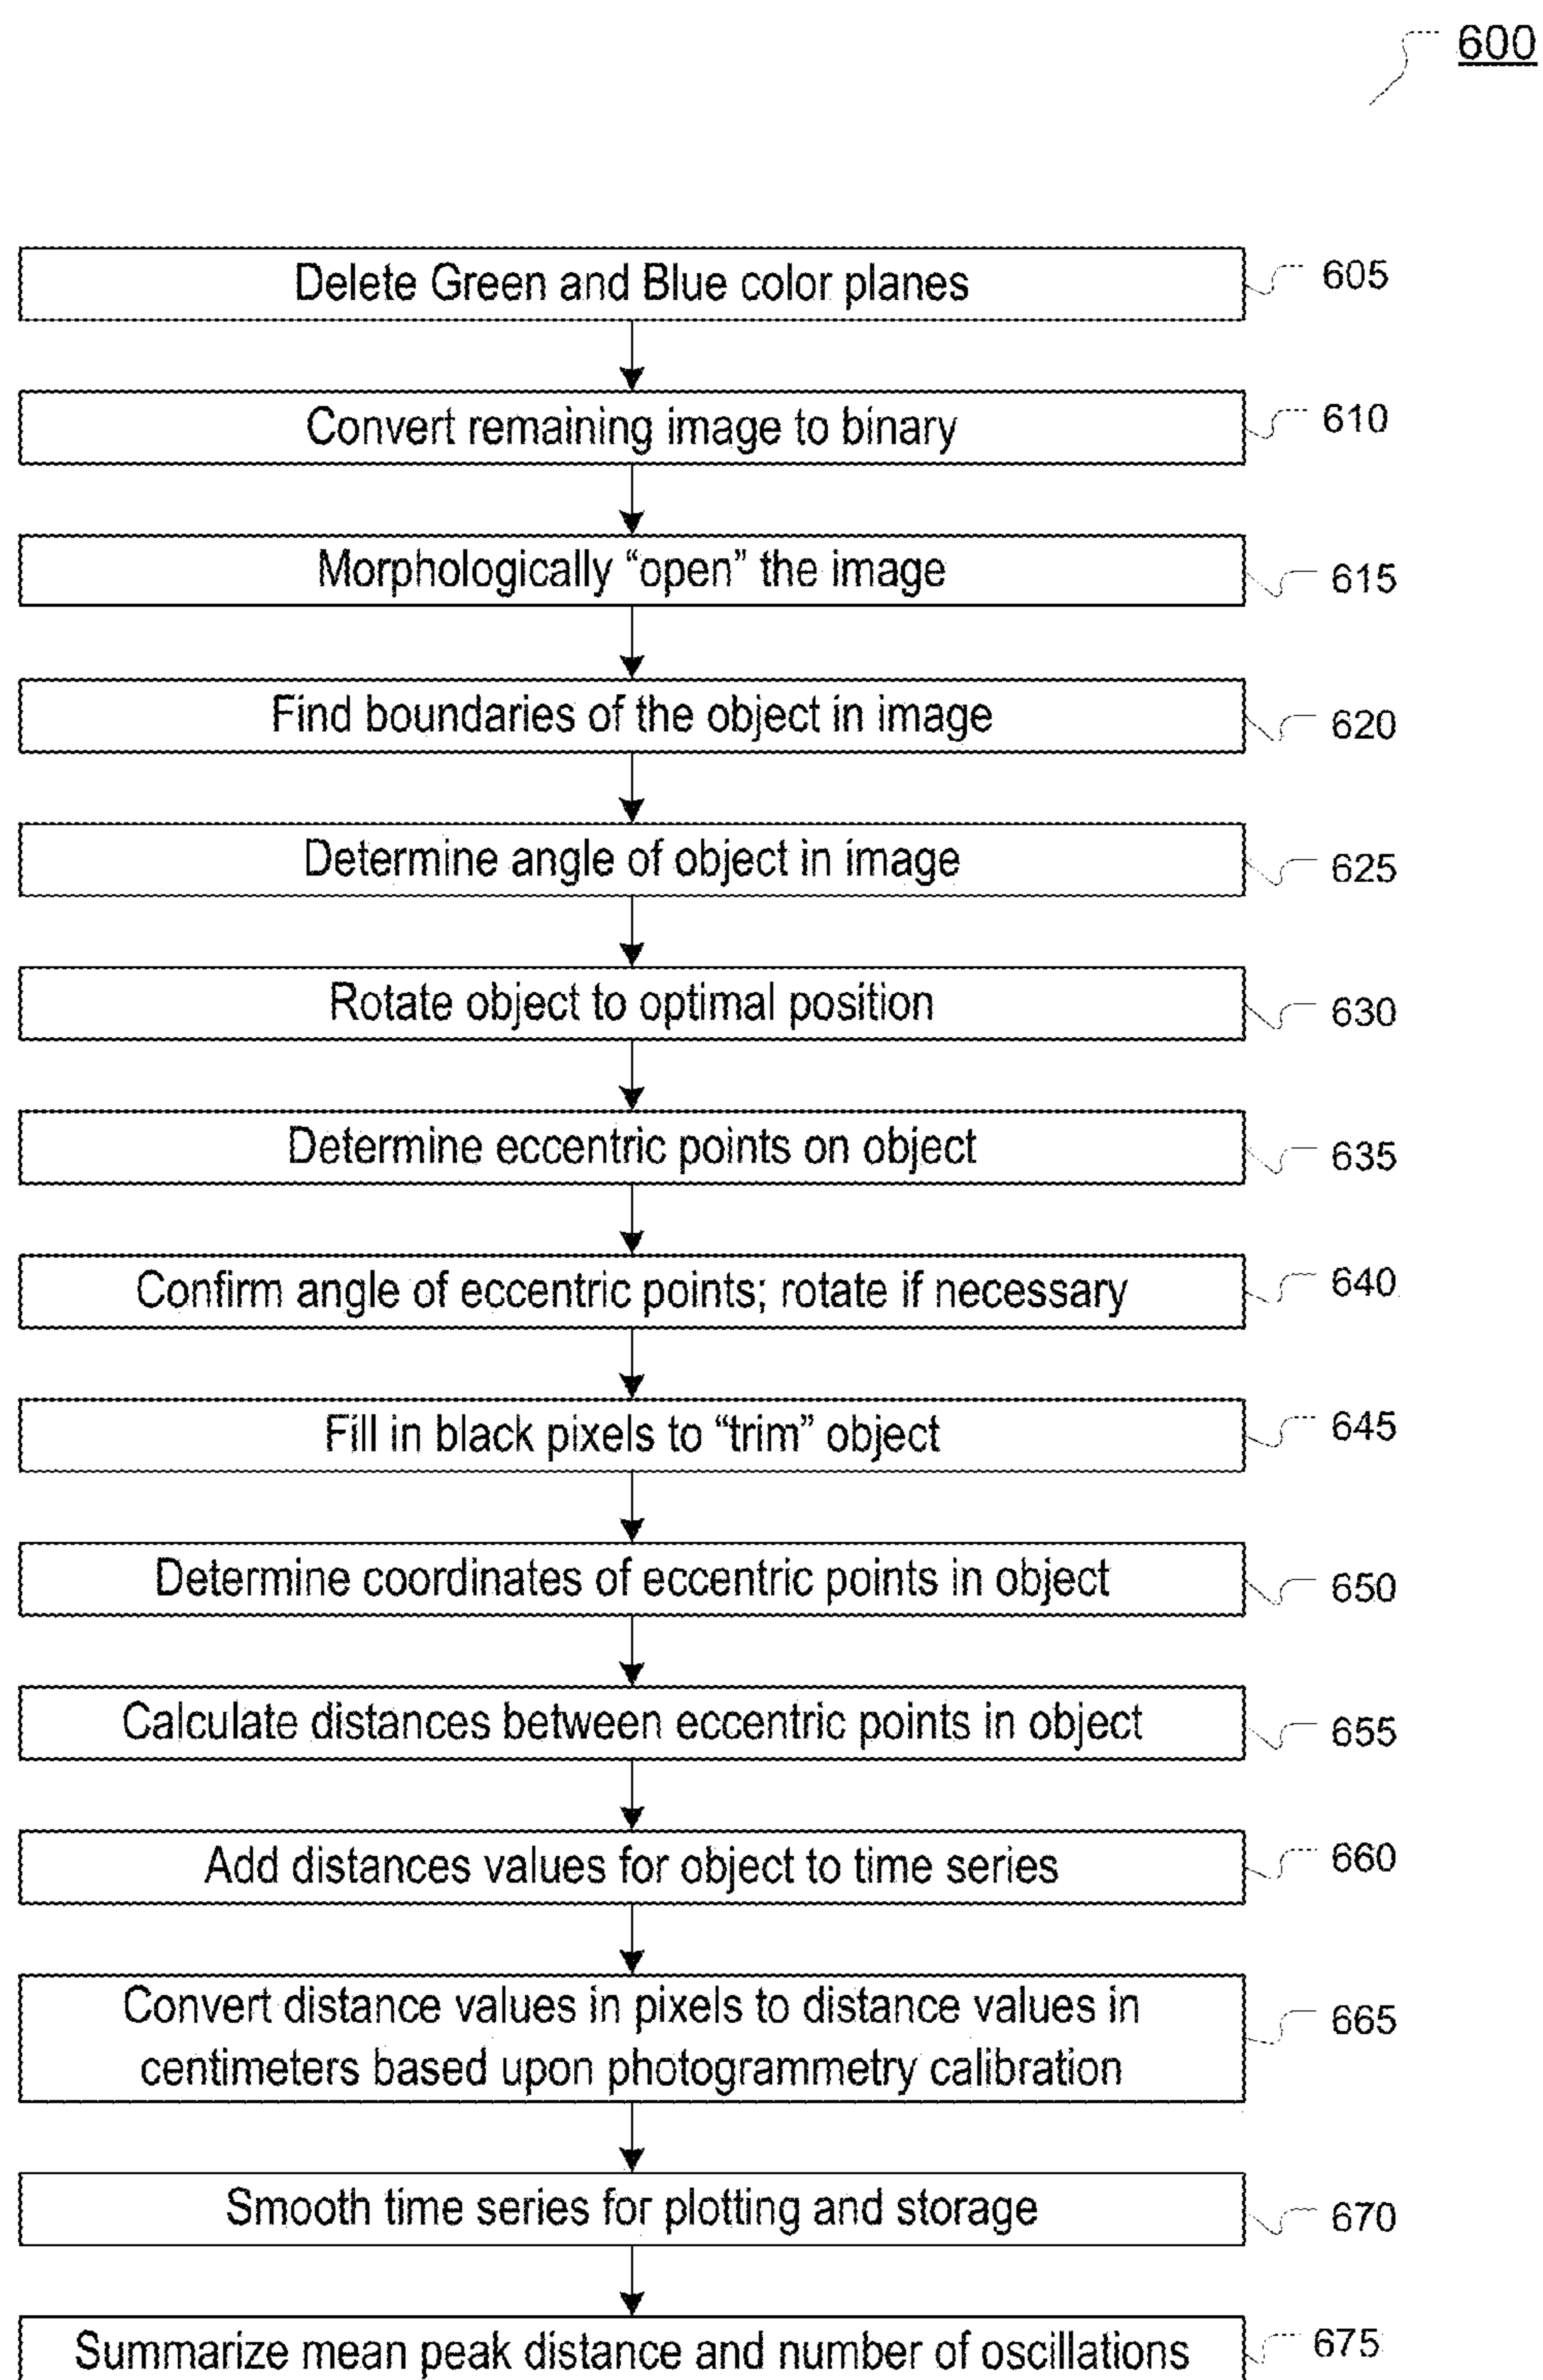 600
Delete Green and Blue color planes
605
Convert remaining image to binary
610
Morphologically “open” the image
615
Find boundaries of the object in image
620
Determine angle of object in image
625
Rotate object to optimal position
630
Determine eccentric points on object
635
Confirm angle of eccentric points; rotate if necessary
640
Fill in black pixels to “trim” object
645
Determine coordinates of eccentric points in object
650
Calculate distances between eccentric points in object
655
Add distances values for object to time series
660
Convert distance values in pixels to distance values in
centimeters based upon photogrammetry calibration
665
Smooth time series for plotting and storage
670
Summarize mean peak distance and number of oscillations
675